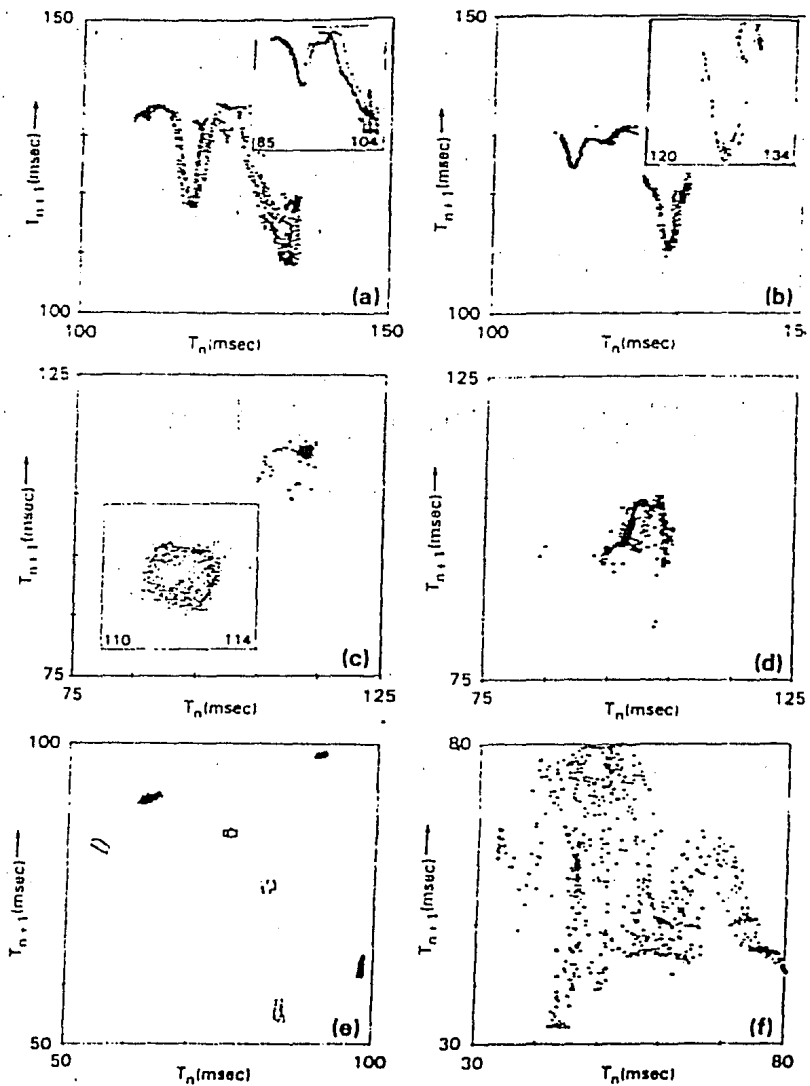 150
T_{n+1}(msec)
85 104
100
(a)
100 150
T_n(msec)
150
T_{n+1}(msec)
120 134
100
(b)
100 15
T_n(msec)
125
T_{n+1}(msec)
110 114
75
(c)
75 125
T_n(msec)
125
T_{n+1}(msec)
75
(d)
75 125
T_n(msec)
100
T_{n+1}(msec)
50
(e)
50 100
T_n(msec)
80
T_{n+1}(msec)
30
(f)
30 80
T_n(msec)